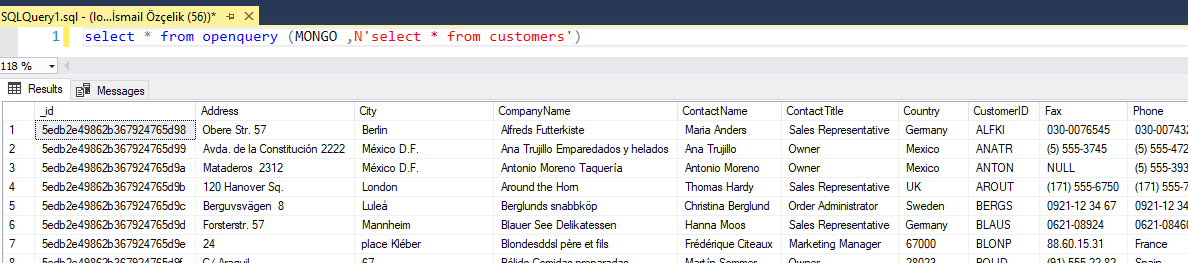 SQLQuery1.sql - (lo...İsmail Özçelik (56))*
1 select * from openquery (MONGO ,N'select * from customers')
118 %
Results Messages
_id Address City CompanyName ContactName ContactTitle Country CustomerID Fax Phone
1 5edb2e49862b367924765d98 Obere Str. 57 Berlin Alfreds Futterkiste Maria Anders Sales Representative Germany ALFKI 030-0076545 030-007432
2 5edb2e49862b367924765d99 Avda. de la Constitución 2222 México D.F. Ana Trujillo Emparedados y helados Ana Trujillo Owner Mexico ANATR (5) 555-3745 (5) 555-472
3 5edb2e49862b367924765d9a Mataderos 2312 México D.F. Antonio Moreno Taquería Antonio Moreno Owner Mexico ANTON NULL (5) 555-393
4 5edb2e49862b367924765d9b 120 Hanover Sq. London Around the Horn Thomas Hardy Sales Representative UK AROUT (171) 555-6750 (171) 555-7
5 5edb2e49862b367924765d9c Berguvsvägen 8 Luleå Berglunds snabbköp Christina Berglund Order Administrator Sweden BERGS 0921-12 34 67 0921-12 34
6 5edb2e49862b367924765d9d Forsterstr. 57 Mannheim Blauer See Delikatessen Hanna Moos Sales Representative Germany BLAUS 0621-08924 0621-08460
7 5edb2e49862b367924765d9e 24 place Kléber Blondesddsl père et fils Frédérique Citeaux Marketing Manager 67000 BLONP 88.60.15.31 France
8 5edb2e49862b367924765d9f C/ Araquil 67 Bólido Comidas preparadas Martín Sommer Owner 28023 BOLID (91) 555 22 82 Spain